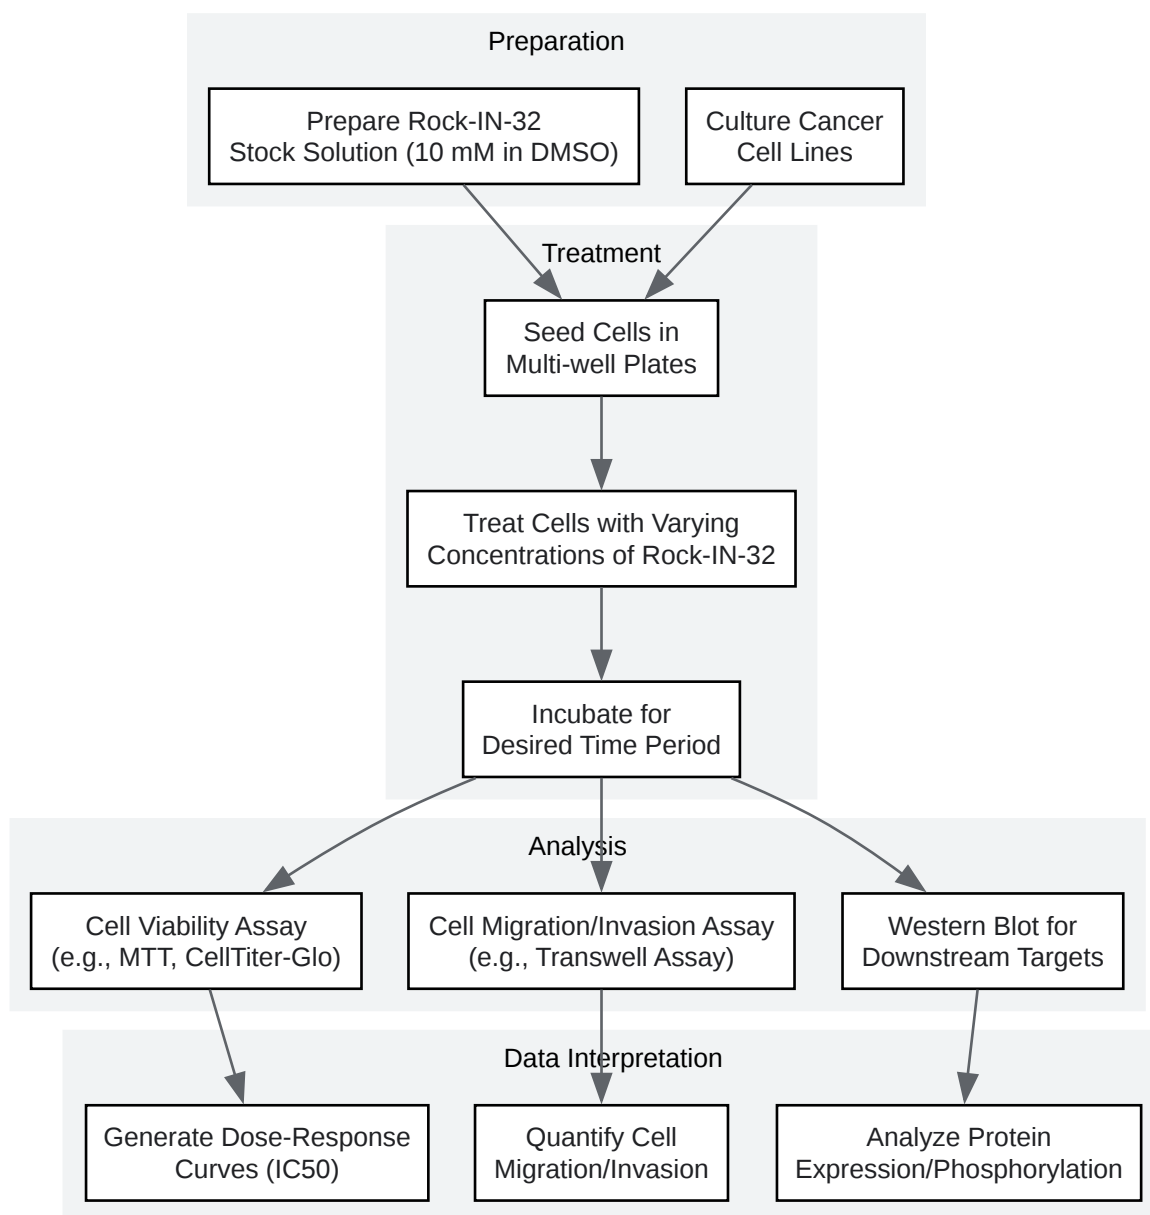 Preparation
Prepare Rock-IN-32
Stock Solution (10 mM in DMSO)
Culture Cancer
Cell Lines
Treatment
Seed Cells in
Multi-well Plates
Treat Cells with Varying
Concentrations of Rock-IN-32
Incubate for
Desired Time Period
Analysis
Cell Viability Assay
(e.g., MTT, CellTiter-Glo)
Cell Migration/Invasion Assay
(e.g., Transwell Assay)
Western Blot for
Downstream Targets
Data Interpretation
Generate Dose-Response
Curves (IC50)
Quantify Cell
Migration/Invasion
Analyze Protein
Expression/Phosphorylation